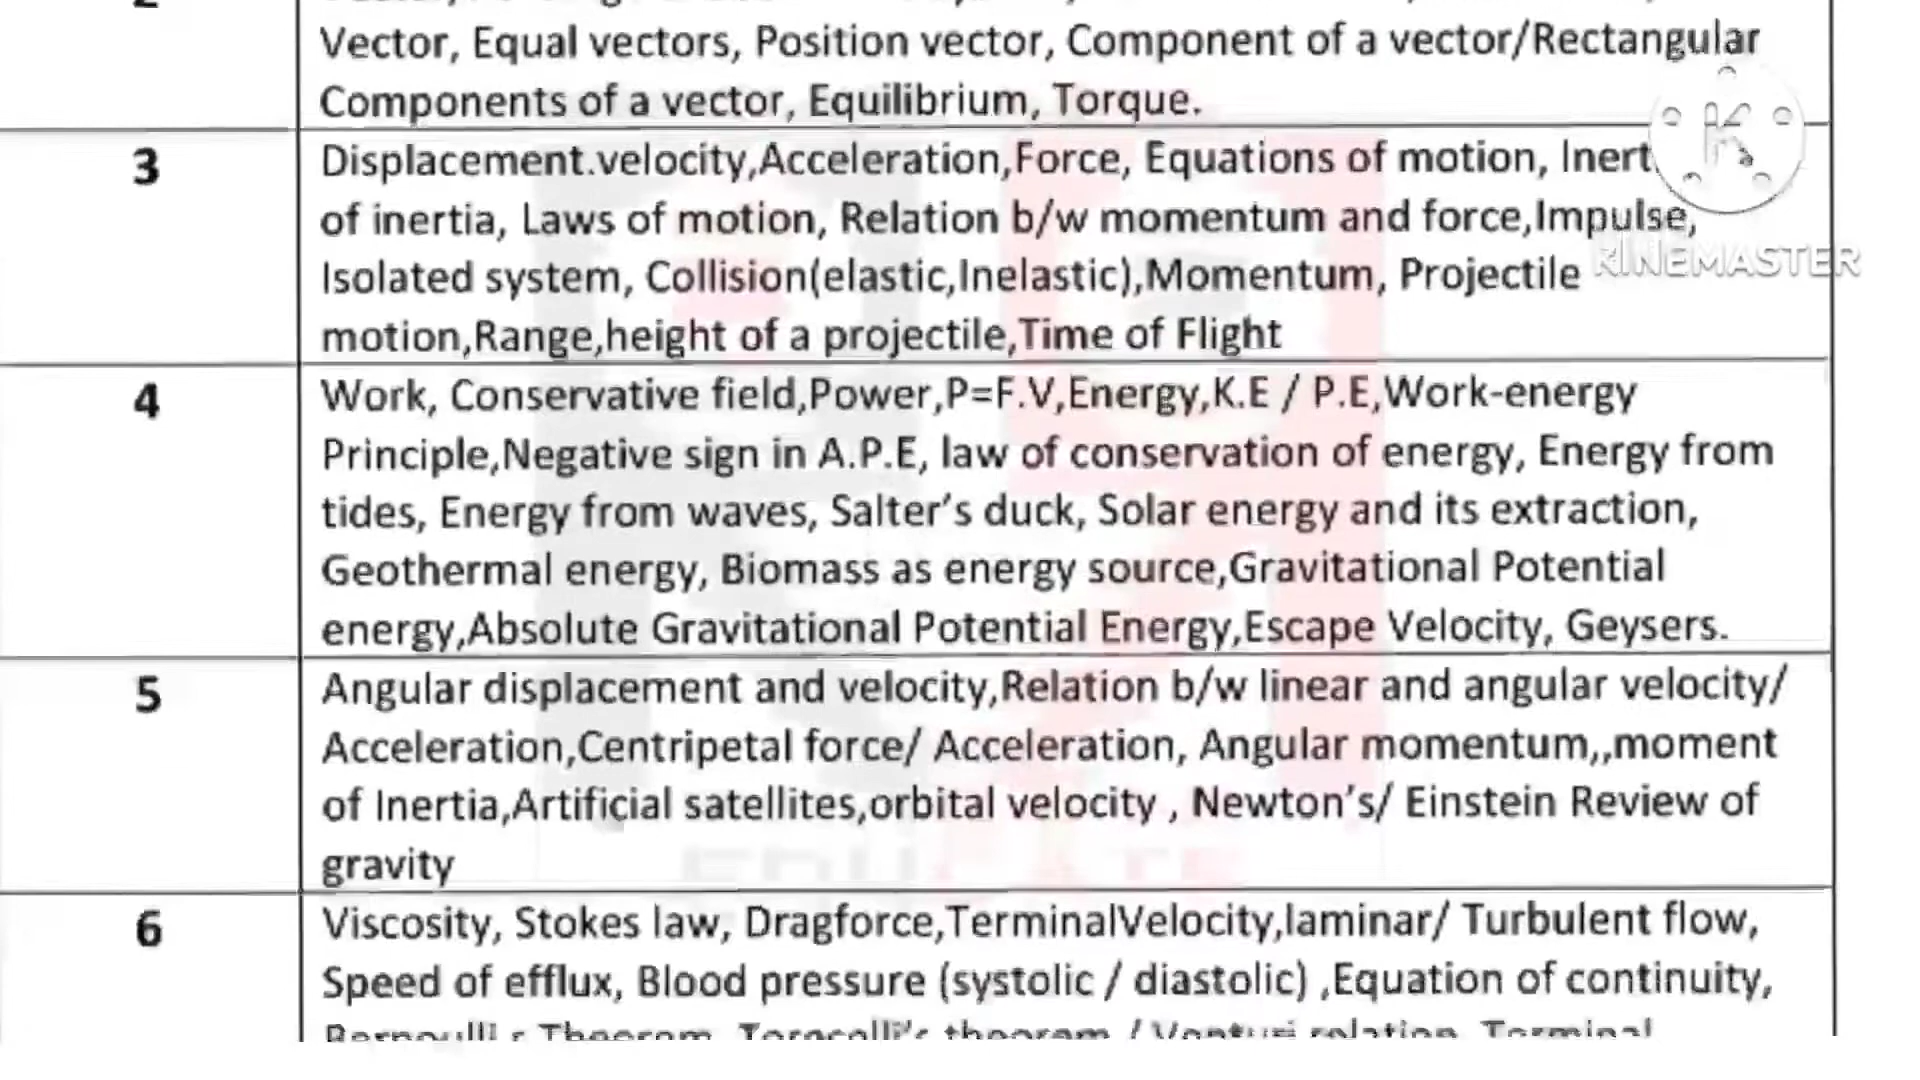 2
Vector, Equal vectors, Position vector, Component of a vector/Rectangular
Components of a vector, Equilibrium, Torque.
3
Displacement.velocity,Acceleration,Force, Equations of motion, Inert
of inertia, Laws of motion, Relation b/w momentum and force,Impulse,
Isolated system, Collision(elastic,Inelastic),Momentum, Projectile
motion,Range,height of a projectile,Time of Flight
KINEMASTER
4
Work, Conservative field,Power,P=F.V,Energy,K.E / P.E,Work-energy
Principle,Negative sign in A.P.E, law of conservation of energy, Energy from
tides, Energy from waves, Salter's duck, Solar energy and its extraction,
Geothermal energy, Biomass as energy source,Gravitational Potential
energy,Absolute Gravitational Potential Energy,Escape Velocity, Geysers.
5
Angular displacement and velocity,Relation b/w linear and angular velocity/
Acceleration,Centripetal force/ Acceleration, Angular momentum,,moment
of Inertia,Artificial satellites,orbital velocity , Newton's/ Einstein Review of
gravity
6
Viscosity, Stokes law, Dragforce,TerminalVelocity,laminar/ Turbulent flow,
Speed of efflux, Blood pressure (systolic / diastolic) ,Equation of continuity,
theorem / Venturi relation, Terminal